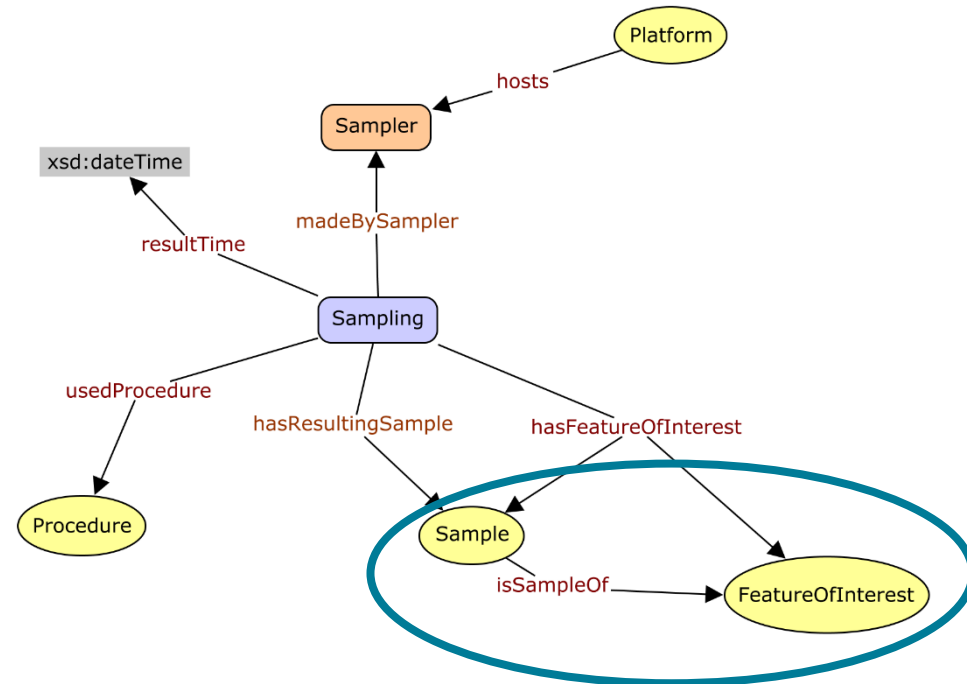 Platform
hosts
Sampler
xsd:dateTime
madeBySampler
resultTime
Sampling
usedProcedure
hasResultingSample
hasFeatureOfInterest
Procedure
Sample
isSampleOf
FeatureOfInterest